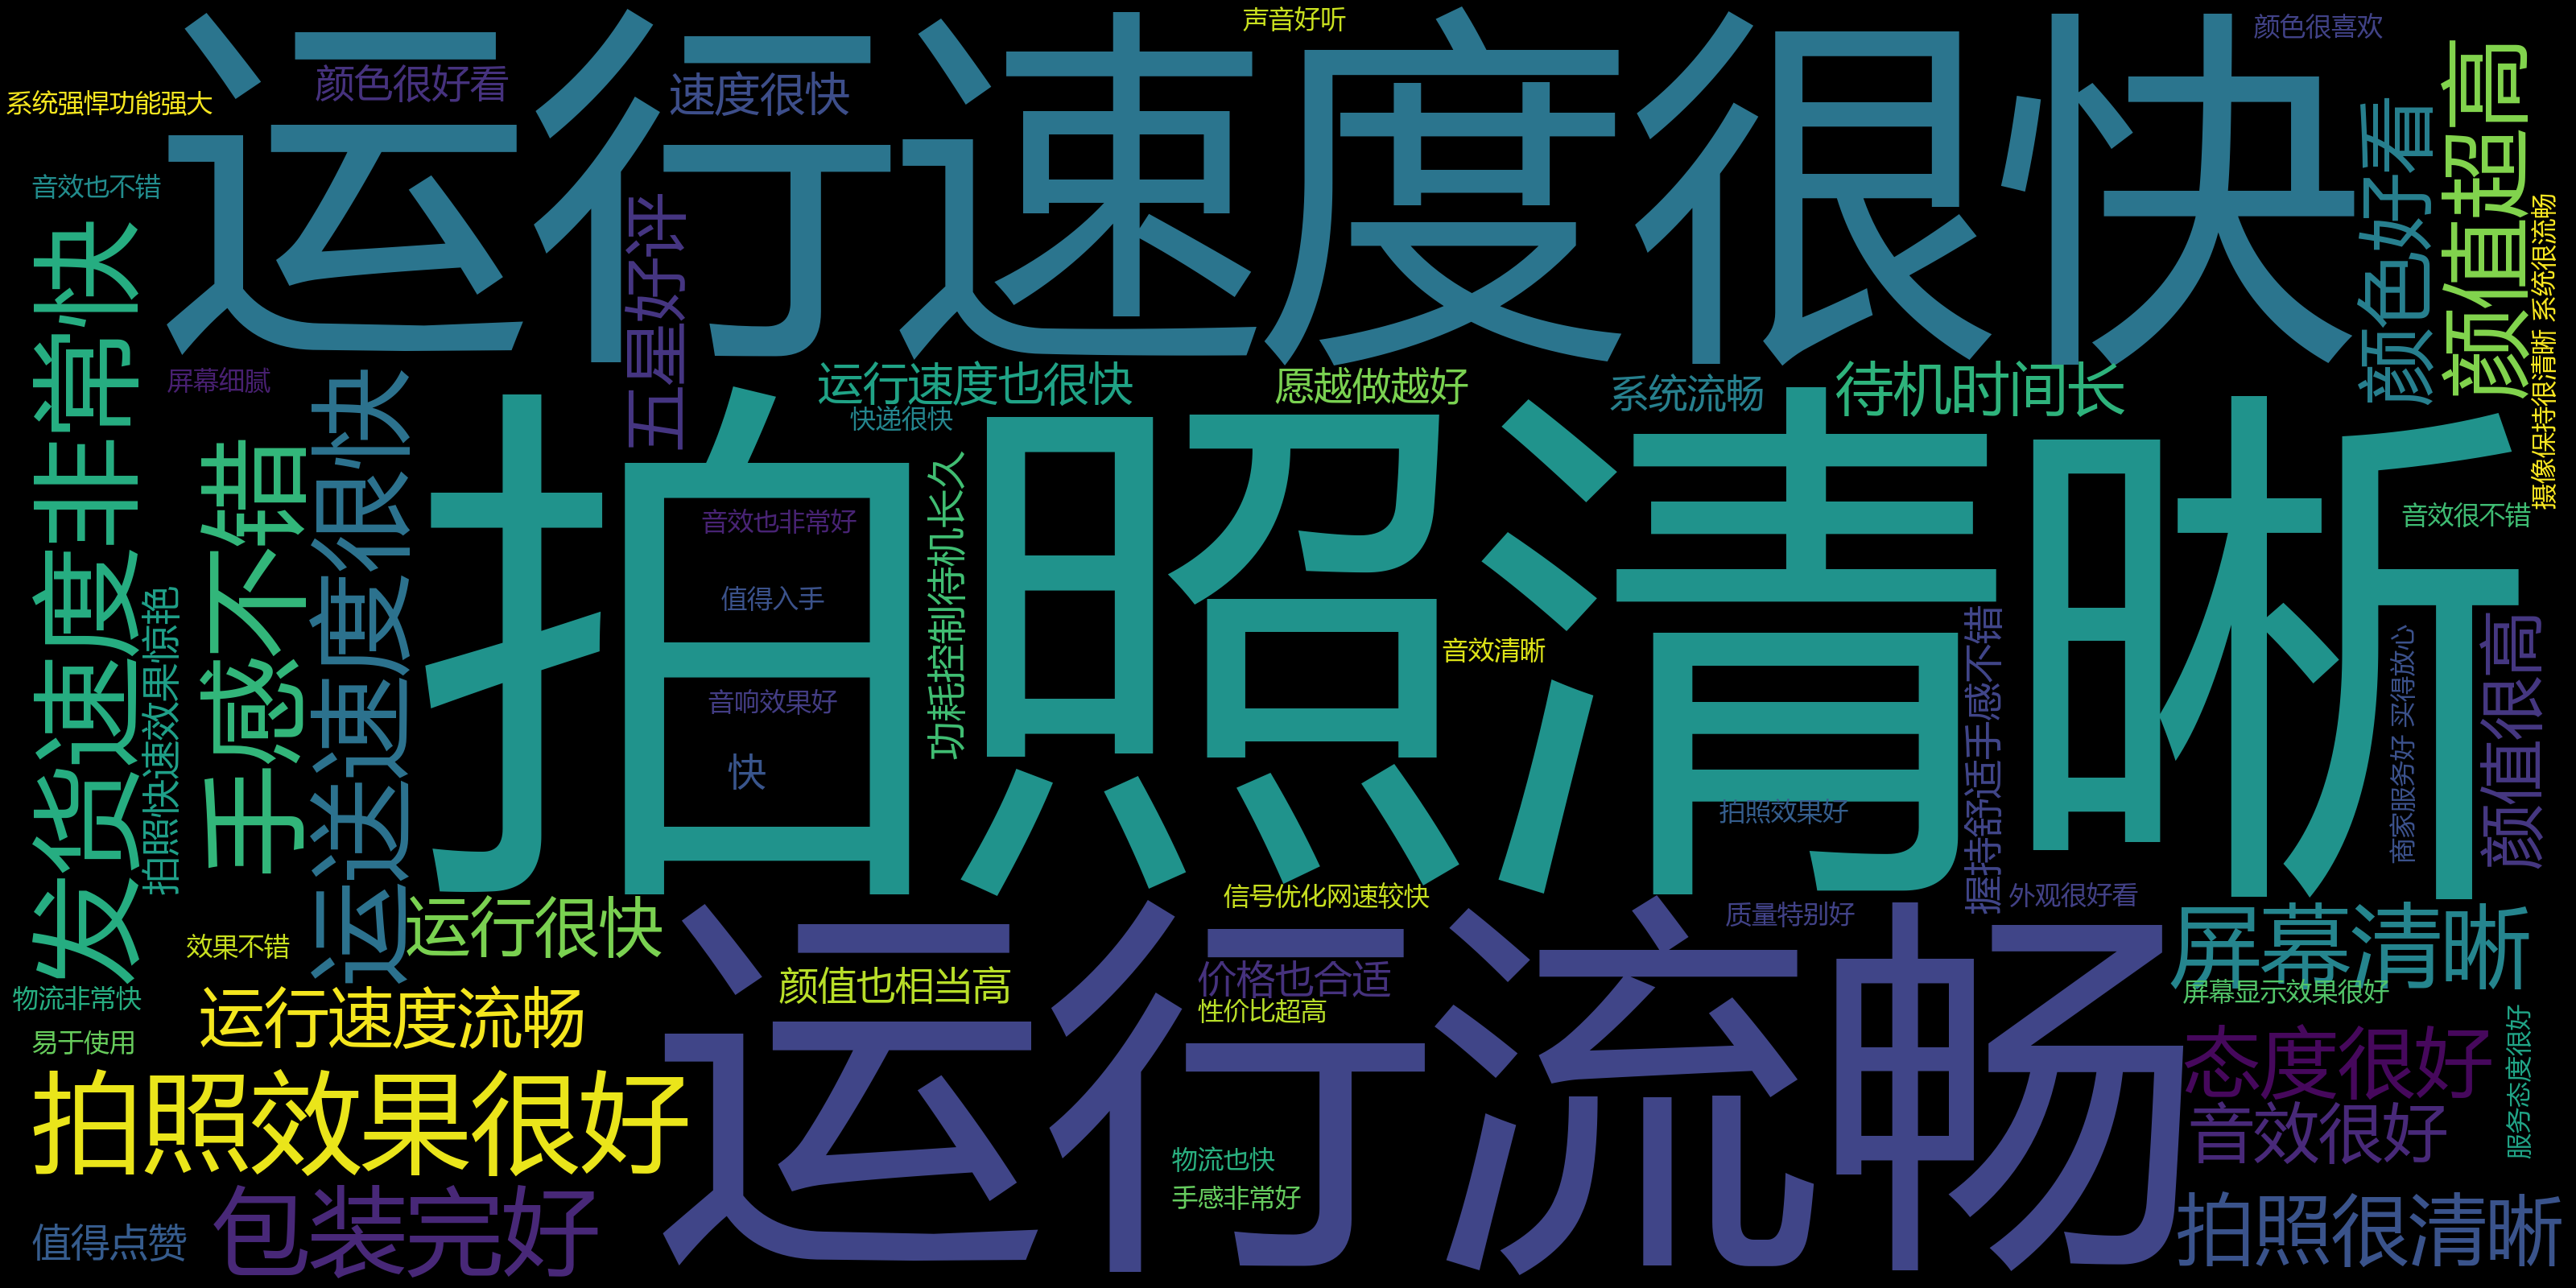 声音好听
颜色很喜欢
运行速度很快
颜色很好看
速度很快
系统强悍功能强大
颜值超高
颜色好看
音效也不错
五星好评
摄像保持很清晰 系统很流畅
发货速度非常快
屏幕细腻
运送速度很快
运行速度也很快
愿越做越好
系统流畅
待机时间长
快递很快
拍照清晰
手感不错
功耗控制待机长久
音效也非常好
音效很不错
拍照快速效果惊艳
值得入手
音效清晰
握持舒适手感不错
商家服务好 买得放心
颜值很高
音响效果好
快
拍照效果好
信号优化网速较快
外观很好看
质量特别好
运行很快
运行流畅
屏幕清晰
效果不错
颜值也相当高
价格也合适
物流非常快
屏幕显示效果很好
运行速度流畅
性价比超高
易于使用
态度很好
服务态度很好
拍照效果很好
音效很好
物流也快
手感非常好
包装完好
拍照很清晰
值得点赞